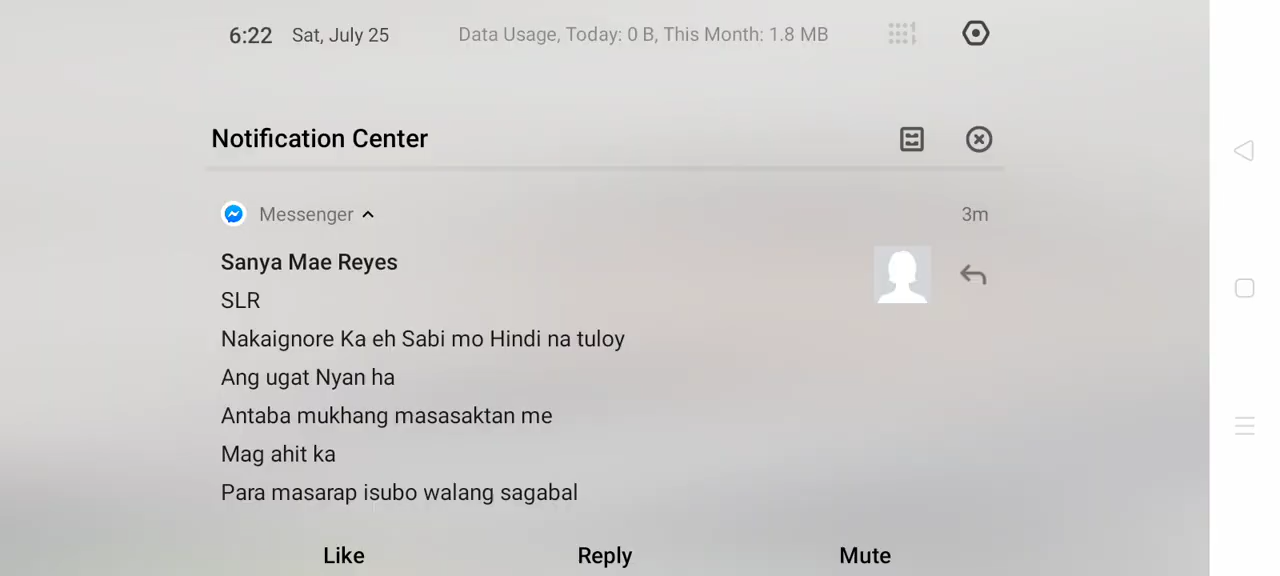 6:22 Sat, July 25 Data Usage, Today: 0 B, This Month: 1.8 MB
Notification Center
Messenger 3m
Sanya Mae Reyes
SLR
Nakaignore Ka eh Sabi mo Hindi na tuloy
Ang ugat Nyan ha
Antaba mukhang masasaktan me
Mag ahit ka
Para masarap isubo walang sagabal
Like Reply Mute